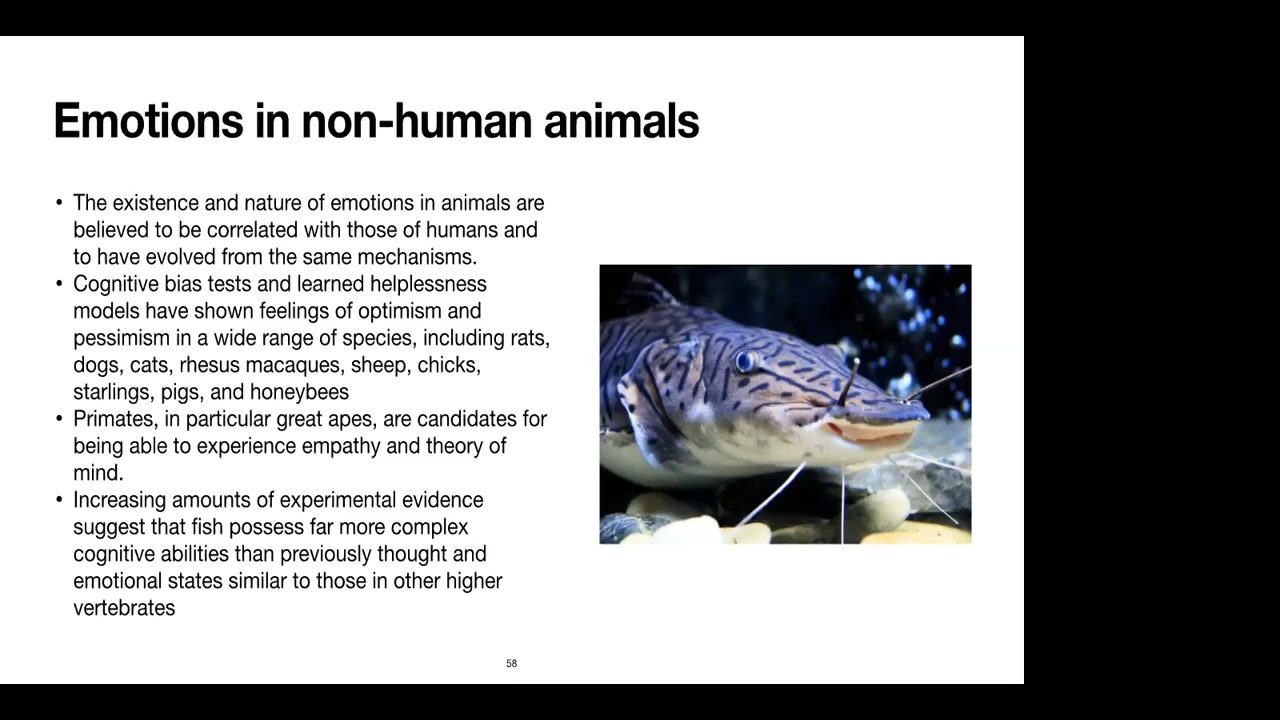 Emotions in non-human animals
• The existence and nature of emotions in animals are
believed to be correlated with those of humans and
to have evolved from the same mechanisms.
• Cognitive bias tests and learned helplessness
models have shown feelings of optimism and
pessimism in a wide range of species, including rats,
dogs, cats, rhesus macaques, sheep, chicks,
starlings, pigs, and honeybees
• Primates, in particular great apes, are candidates for
being able to experience empathy and theory of
mind.
• Increasing amounts of experimental evidence
suggest that fish possess far more complex
cognitive abilities than previously thought and
emotional states similar to those in other higher
vertebrates
58